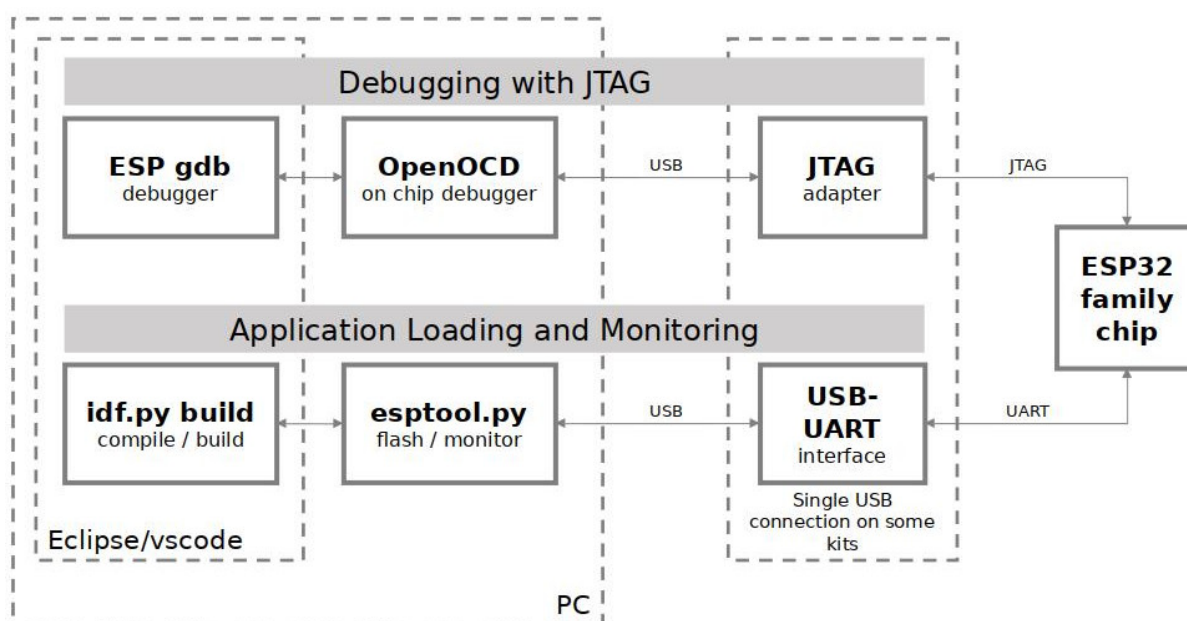 Debugging with JTAG
ESP gdb
debugger
OpenOCD
on chip debugger
USB
JTAG
adapter
JTAG
ESP32
family
chip
Application Loading and Monitoring
idf.py build
compile / build
esptool.py
flash / monitor
USB
USB-
UART
interface
UART
Single USB
connection on some
kits
Eclipse/vscode
PC